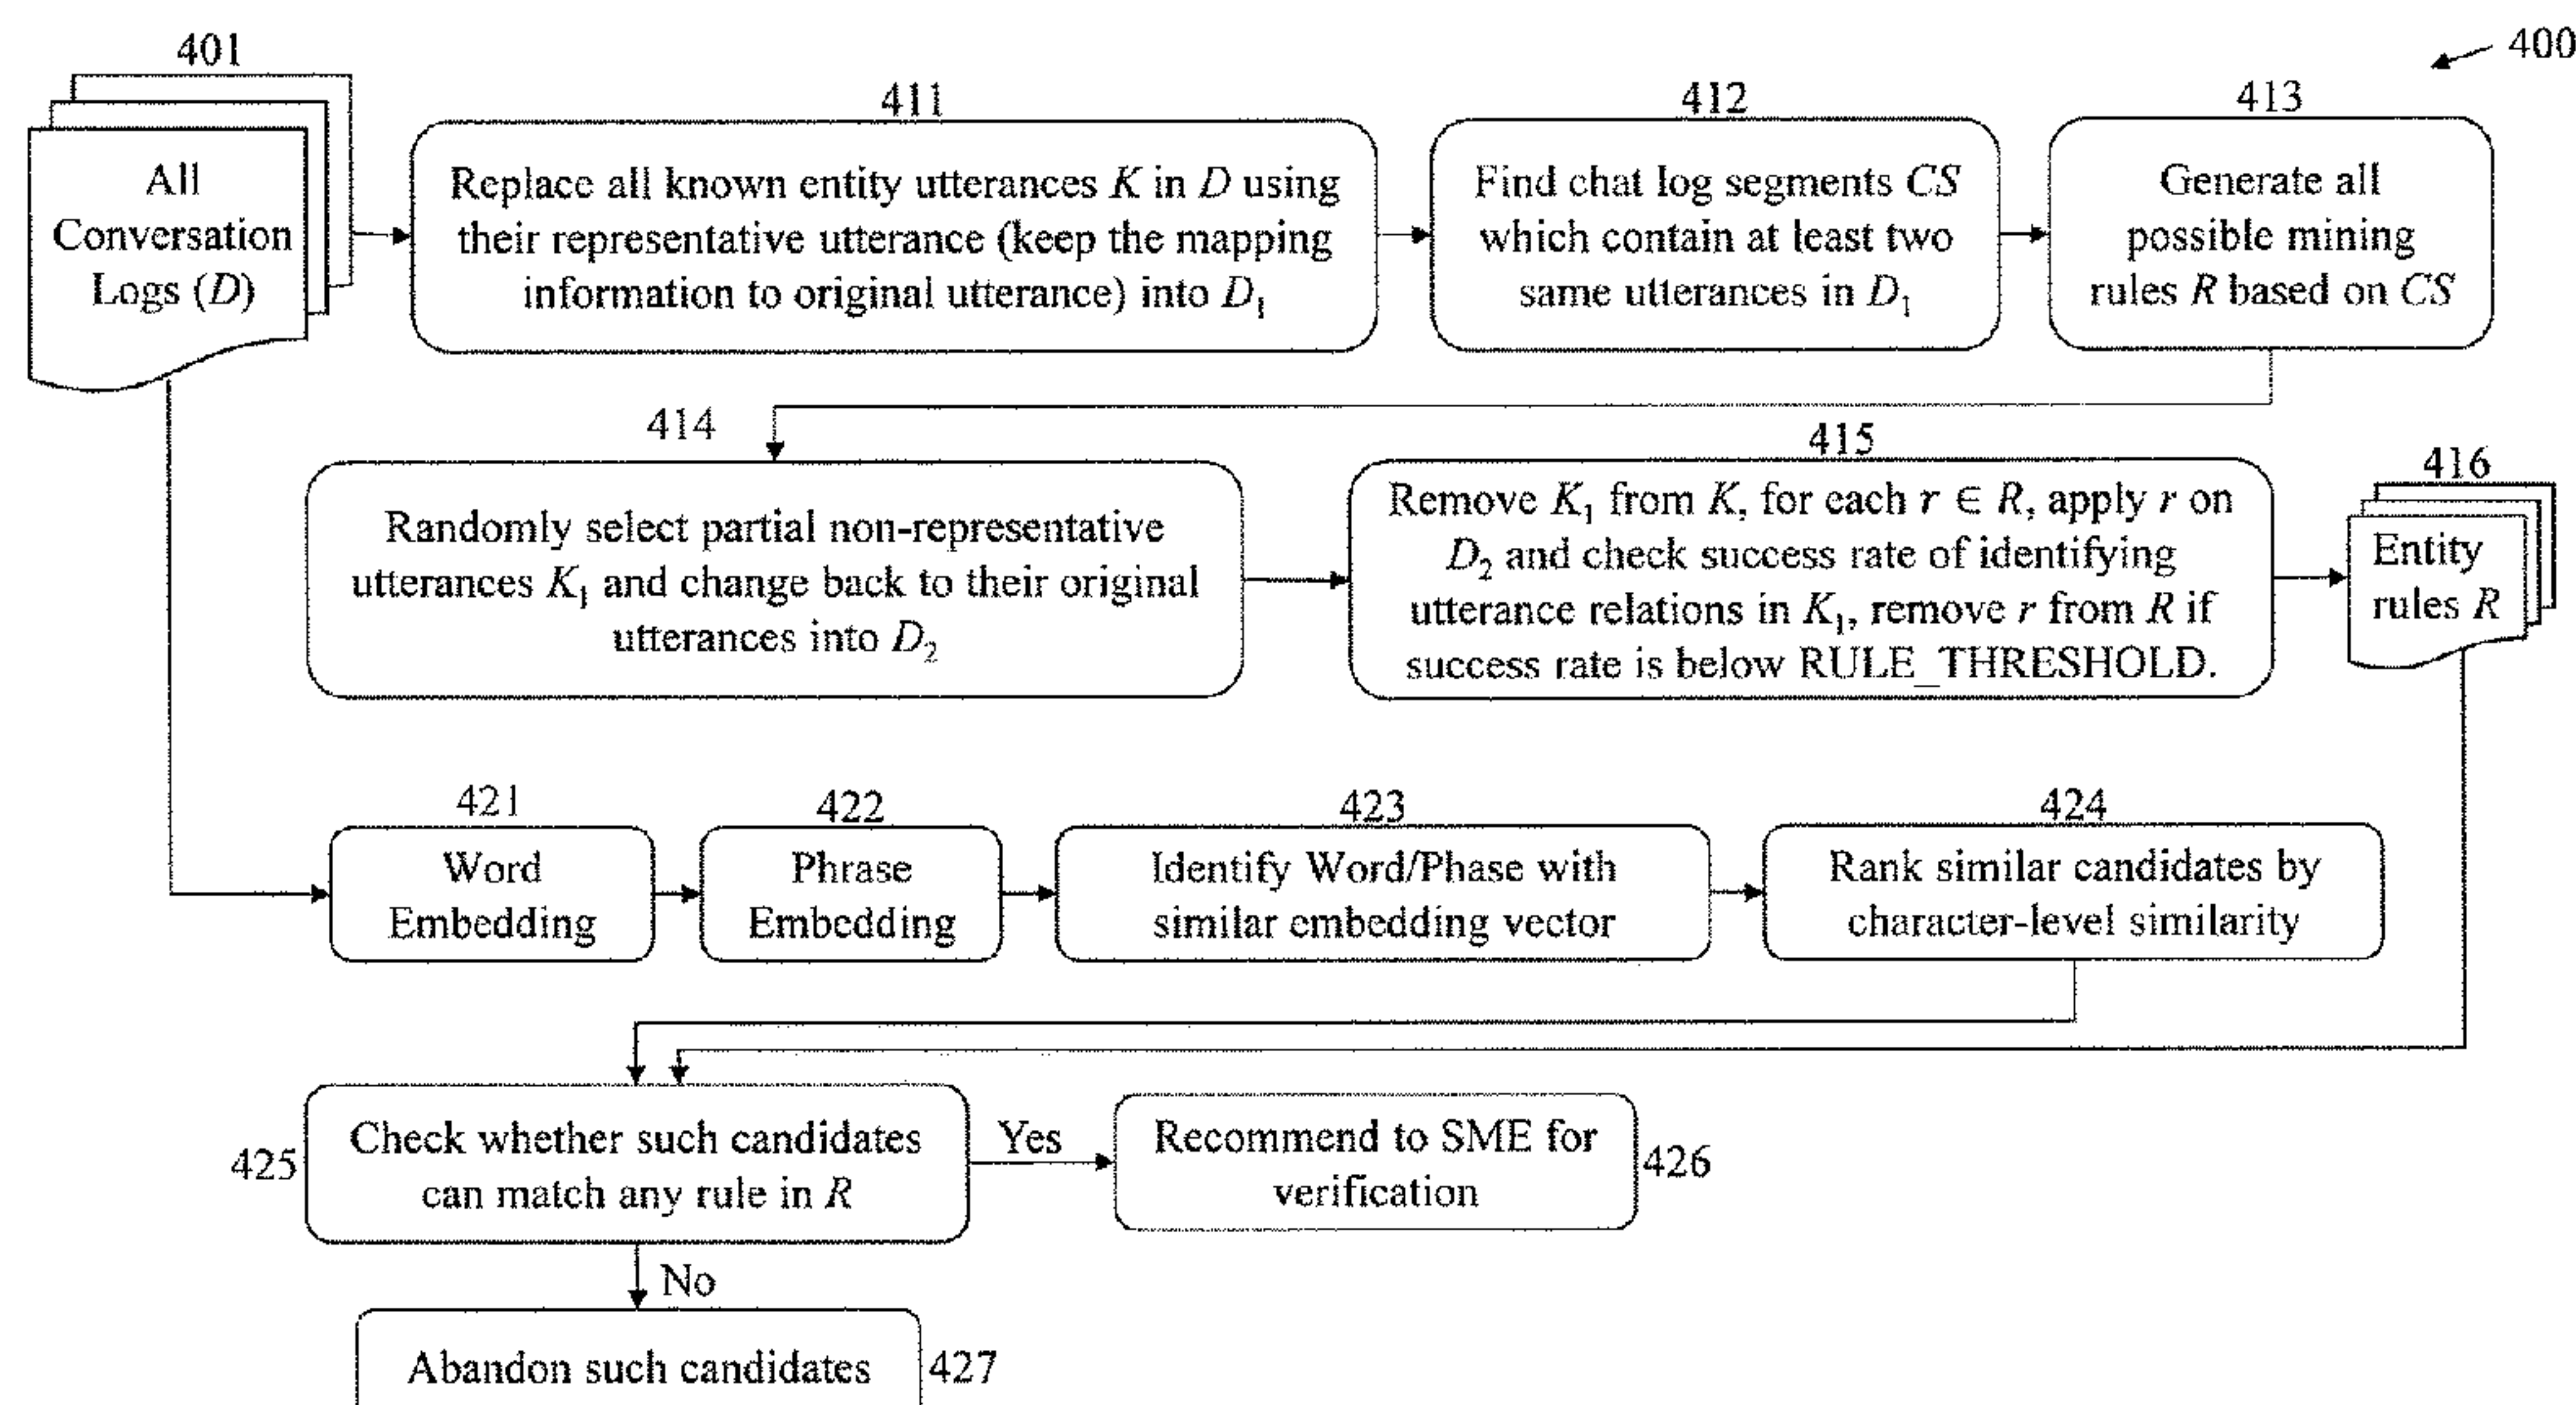 400
401
All
Conversation
Logs (D)
411
Replace all known entity utterances K in D using
their representative utterance (keep the mapping
information to original utterance) into D₁
412
Find chat log segments CS
which contain at least two
same utterances in D₁
413
Generate all
possible mining
rules R based on CS
414
Randomly select partial non-representative
utterances K₁ and change back to their original
utterances into D₂
415
Remove K₁ from K, for each r ∈ R, apply r on
D₂ and check success rate of identifying
utterance relations in K₁, remove r from R if
success rate is below RULE_THRESHOLD.
416
Entity
rules R
421
Word
Embedding
422
Phrase
Embedding
423
Identify Word/Phase with
similar embedding vector
424
Rank similar candidates by
character-level similarity
425
Check whether such candidates
can match any rule in R
Yes
Recommend to SME for
verification
426
No
Abandon such candidates
427